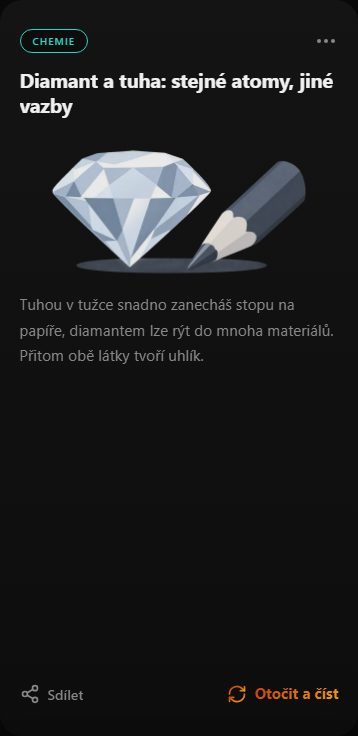 CHEMIE
Diamant a tuha: stejné atomy, jiné
vazby
Tuhou v tužce snadno zanecháš stopu na
papíře, diamantem lze rýt do mnoha materiálů.
Přitom obě látky tvoří uhlík.
Sdílet
Otočit a číst